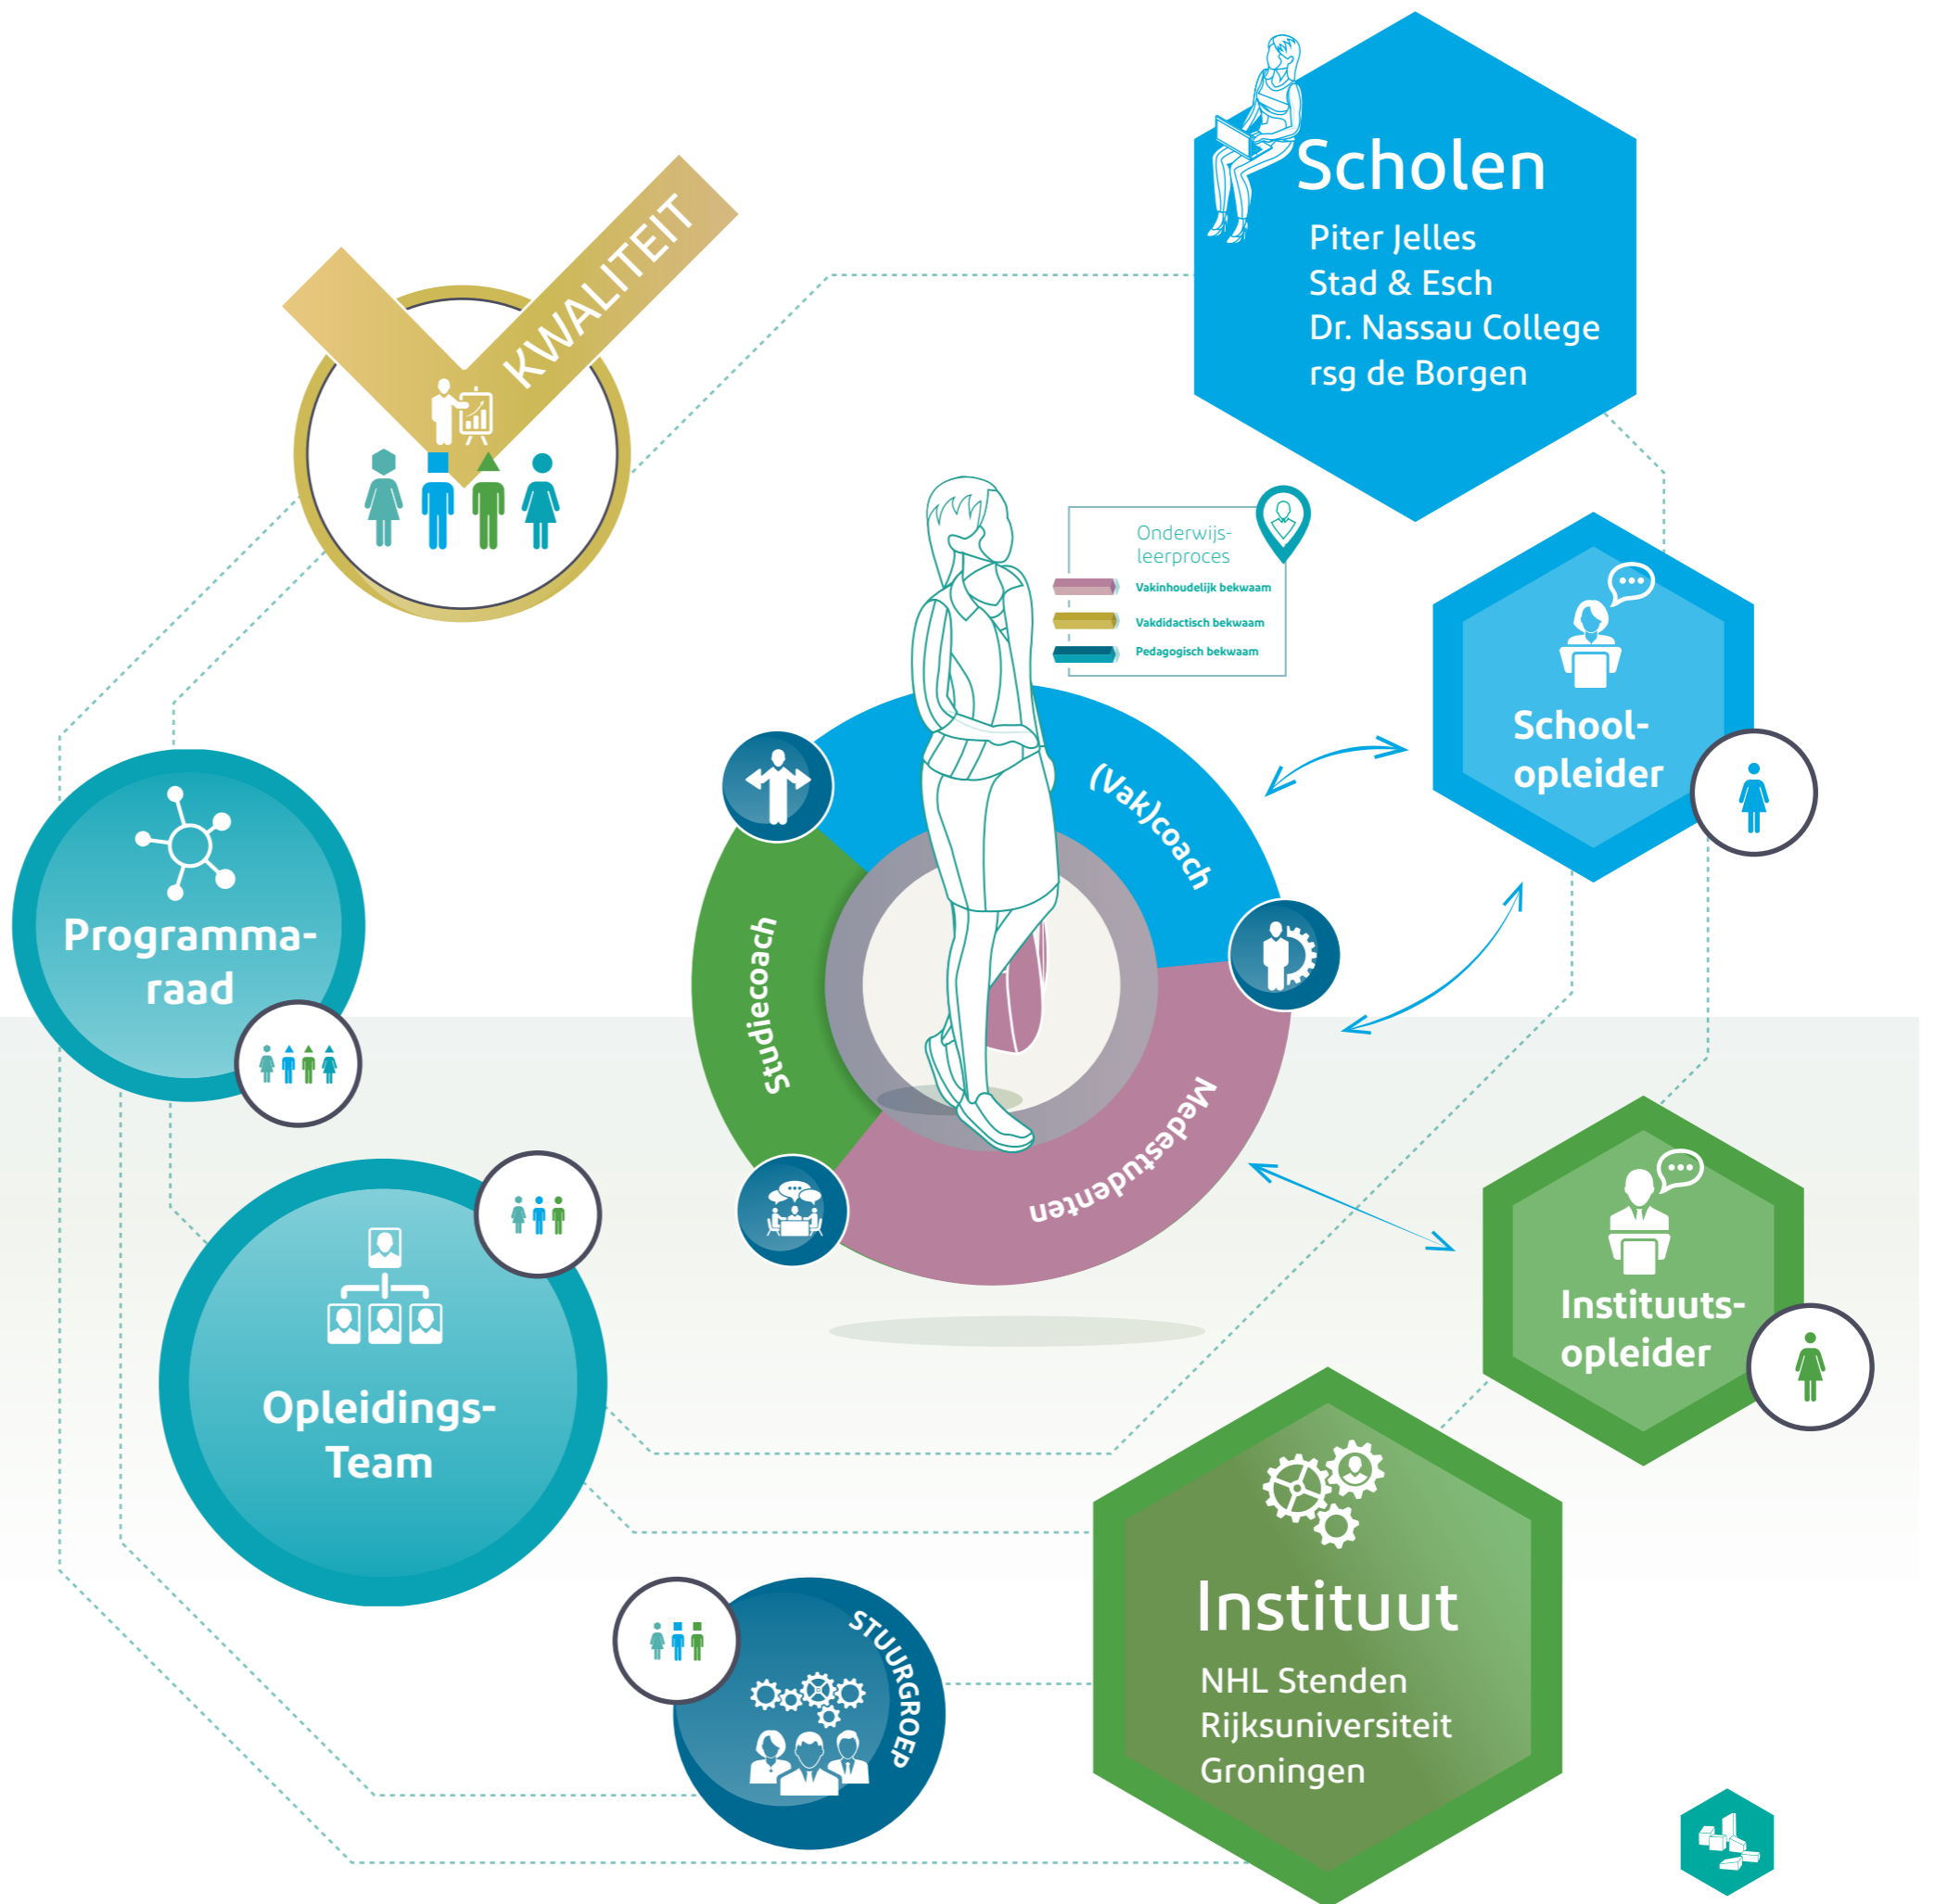 KWALITEIT
Scholen
Piter Jelles
Stad & Esch
Dr. Nassau College
rsg de Borgen
Onderwijs-
leerproces
Vakinhoudelijk bekwaam
Vakdidactisch bekwaam
Pedagogisch bekwaam
School-
opleider
(Vak)coach
Studiecoach
Medestudenten
Programma-
raad
Opleidings-
Team
Instituuts-
opleider
STUURGROEP
Instituut
NHL Stenden
Rijksuniversiteit
Groningen